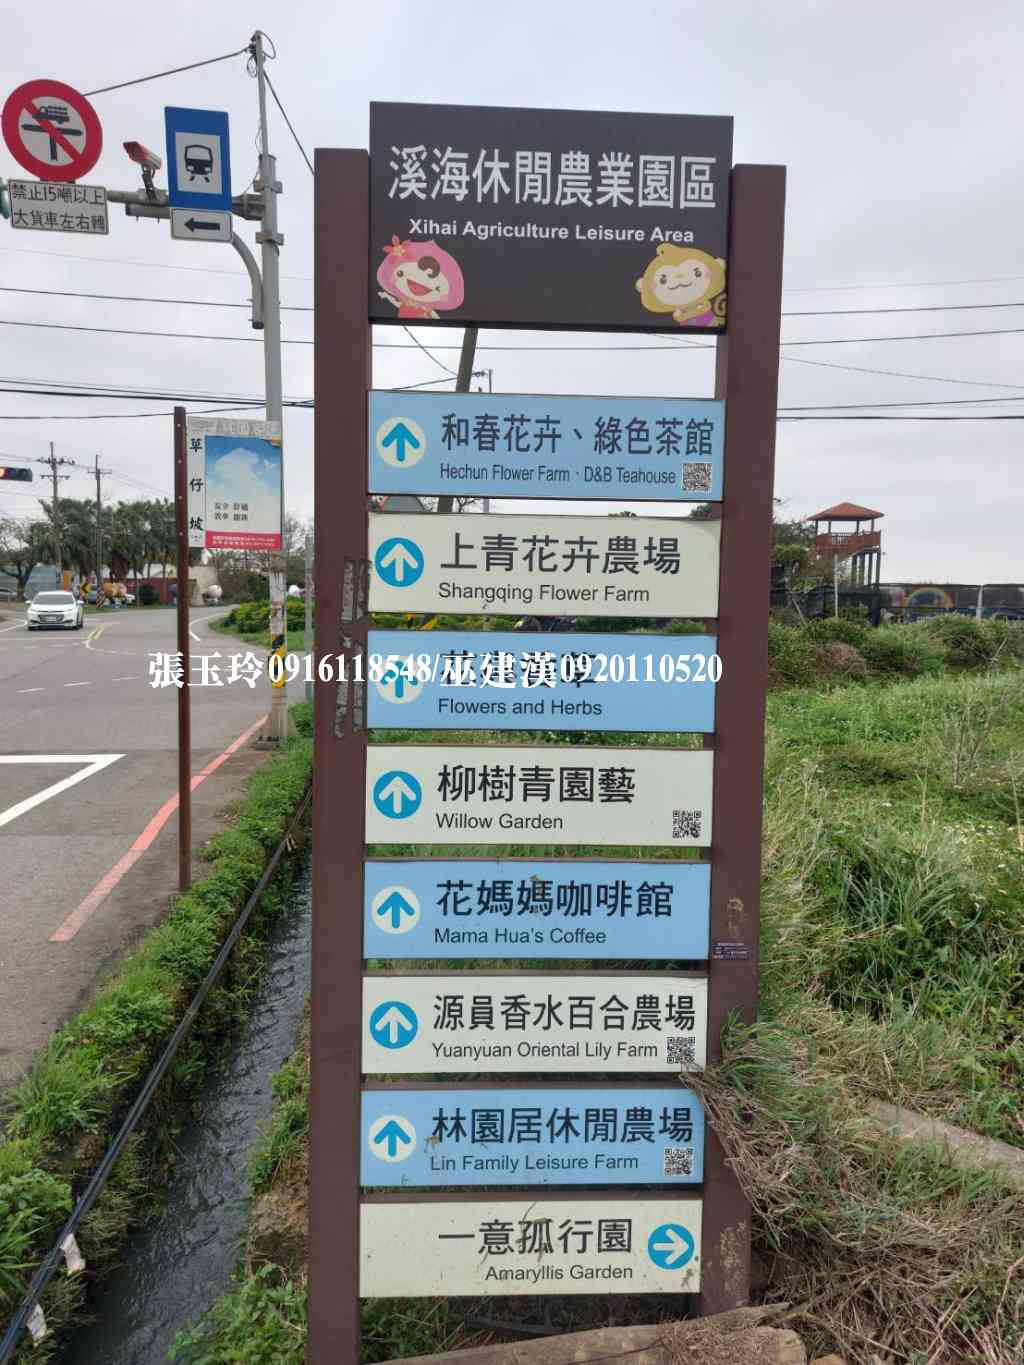 禁止15噸以上
大貨車左右轉
溪海休閒農業園區
Xihai Agriculture Leisure Area
和春花卉、綠色茶館
Hechun Flower Farm · D&B Teahouse
草仔坡
上青花卉農場
Shangqing Flower Farm
張玉玲0916118548/巫建漢0920110520
Flowers and Herbs
柳樹青園藝
Willow Garden
花媽媽咖啡館
Mama Hua's Coffee
源員香水百合農場
Yuanyuan Oriental Lily Farm
林園居休閒農場
Lin Family Leisure Farm
一意孤行園
Amaryllis Garden